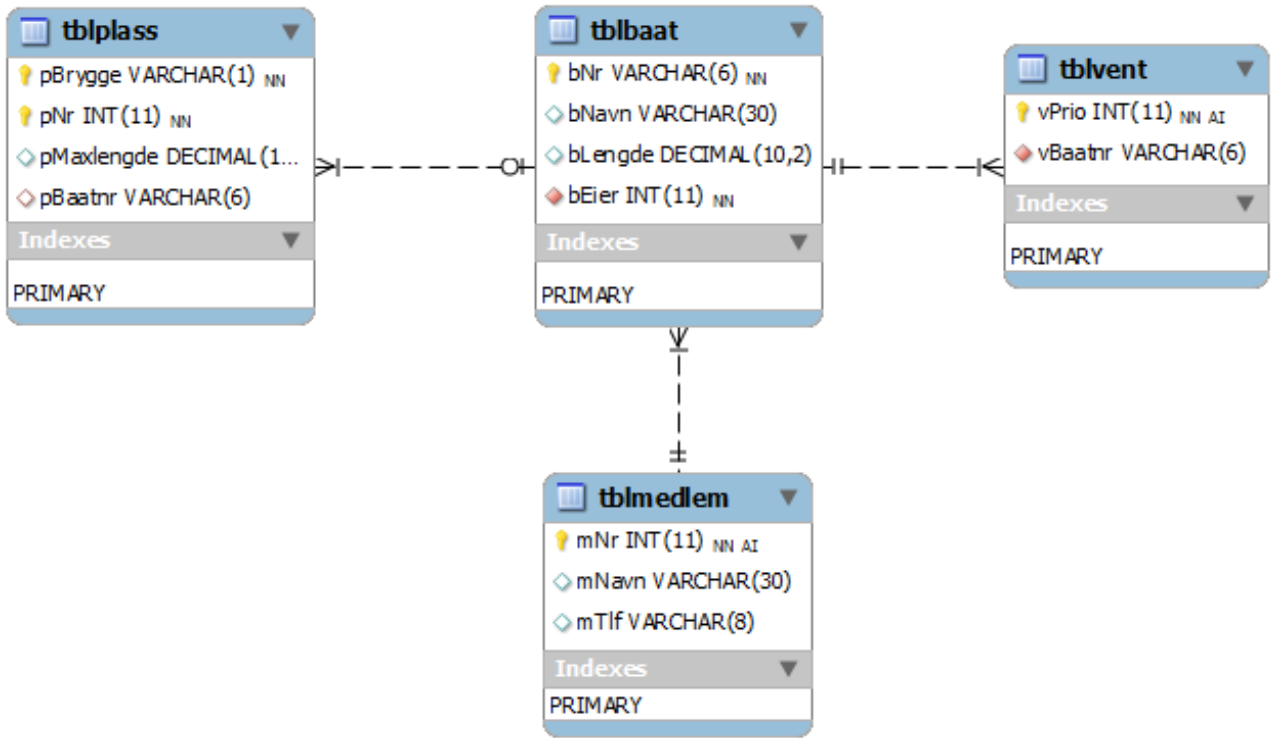 tblplass
pBrygge VARCHAR(1) NN
pNr INT(11) NN
pMaxlengde DECIMAL(1...
pBaatnr VARCHAR(6)
Indexes
PRIMARY
tblbaat
bNr VARCHAR(6) NN
bNavn VARCHAR(30)
bLengde DECIMAL(10,2)
bEier INT(11) NN
Indexes
PRIMARY
tblvent
vPrio INT(11) NN AI
vBaatnr VARCHAR(6)
Indexes
PRIMARY
tblmedlem
mNr INT(11) NN AI
mNavn VARCHAR(30)
mTlf VARCHAR(8)
Indexes
PRIMARY